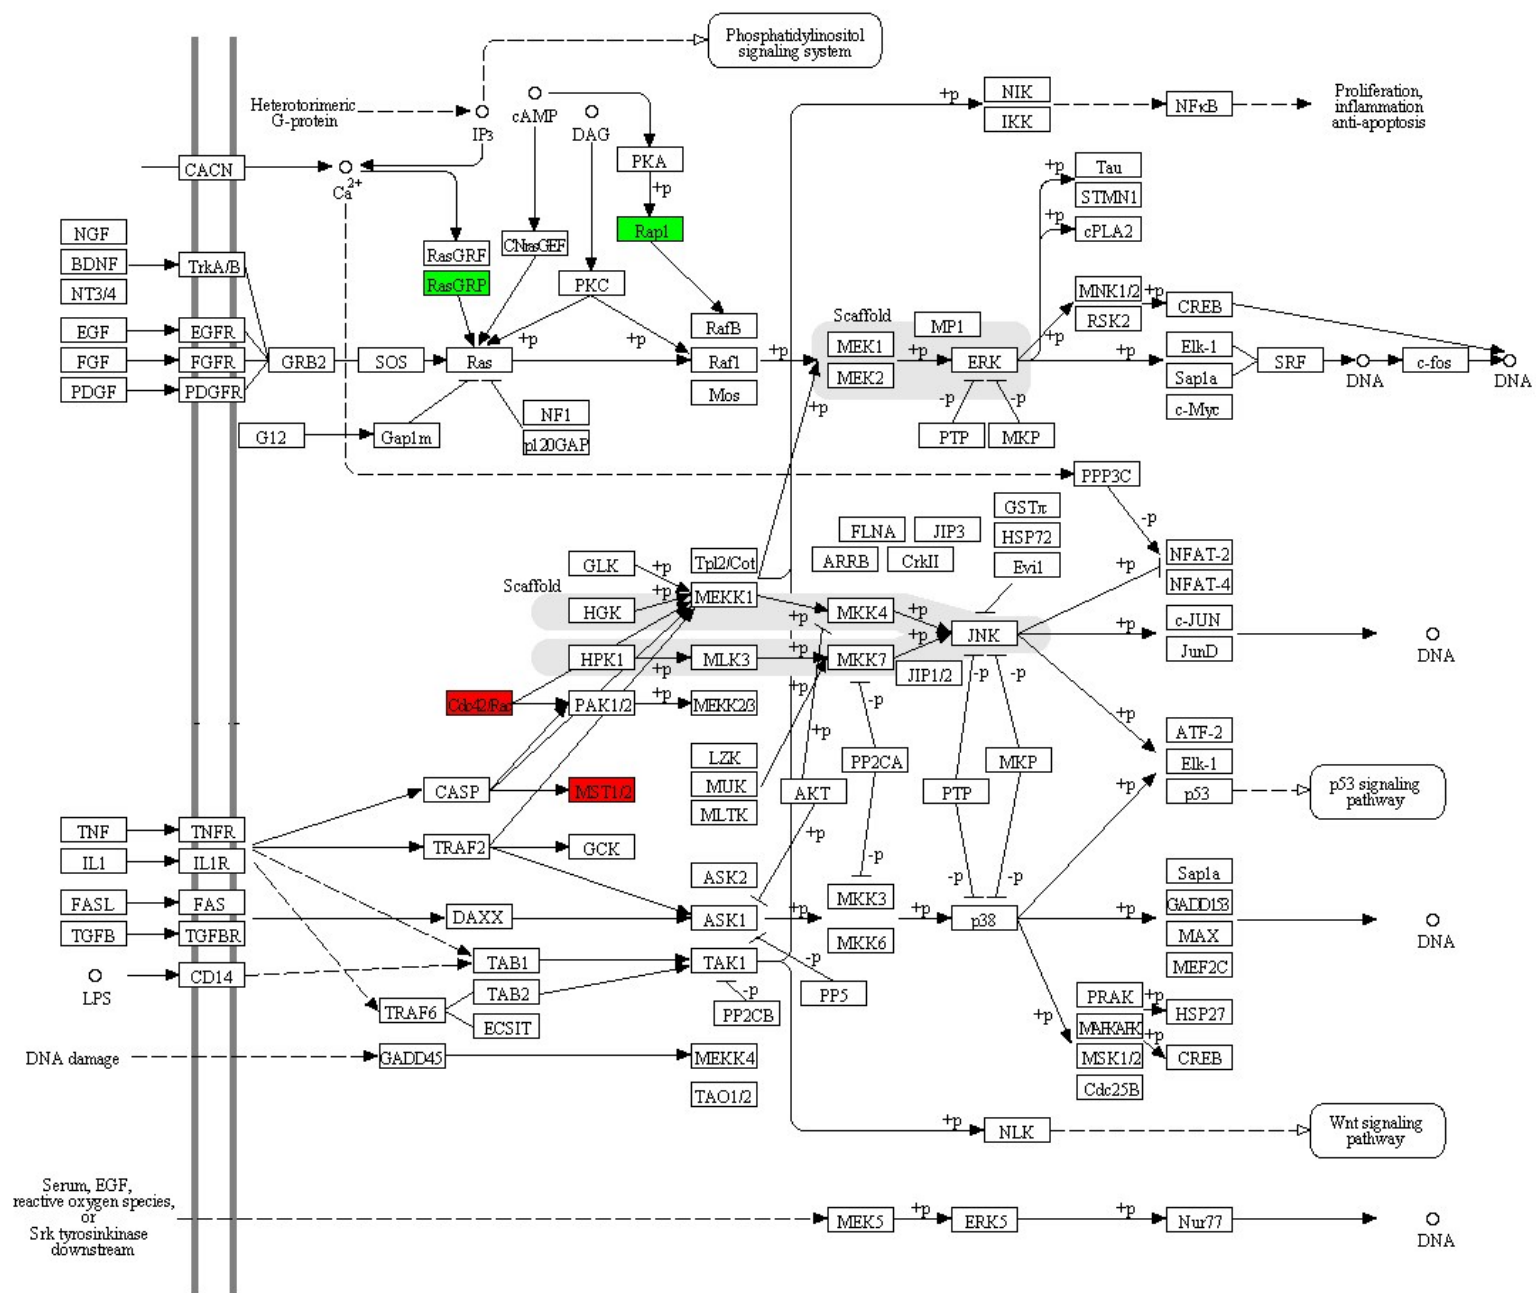 Phosphatidylinositol
signaling system
Heterotorimeric
G-protein
IP3
cAMP
DAG
+p
NIK
IKK
NFκB
Proliferation,
inflammation
anti-apoptosis
CACN
Ca2+
PKA
+p
Rap1
+p
Tau
STMN1
+p
cPLA2
NGF
BDNF
NT3/4
TrkA/B
RasGRF
RasGRP
CNrasGEF
PKC
RafB
Scaffold
MP1
MNK1/2
+p
RSK2
CREB
EGF
EGFR
FGF
FGFR
PDGF
PDGFR
GRB2
SOS
Ras
+p
+p
Raf1
Mos
+p
MEK1
MEK2
+p
ERK
+p
+p
Elk-1
Sap1a
c-Myc
SRF
DNA
c-fos
DNA
G12
Gap1m
NF1
p120GAP
+p
-p
-p
PTP
MKP
PPP3C
-p
GSTπ
HSP72
Evi1
FLNA
JIP3
ARRB
CrkII
NFAT-2
NFAT-4
+p
GLK
+p
Tpl2/Cot
Scaffold
+p
MEKK1
HGK
+p
MKK4
+p
JNK
+p
c-JUN
JunD
DNA
HPK1
+p
MLK3
+p
MKK7
+p
JIP1/2
Cdc42/Rac
PAK1/2
+p
MEKK2/3
+p
-p
-p
-p
+p
+p
LZK
MUK
MLTK
PP2CA
AKT
PTP
MKP
ATF-2
Elk-1
p53
p53 signaling
pathway
CASP
MST1/2
TNF
TNFR
IL1
IL1R
TRAF2
GCK
+p
+p
-p
-p
-p
FASL
FAS
TGFB
TGFBR
DAXX
ASK2
ASK1
+p
MKK3
MKK6
+p
p38
+p
Sap1a
GADD153
MAX
MEF2C
DNA
LPS
CD14
TAB1
TAB2
TRAF6
ECSIT
TAK1
-p
-p
PP5
PP2CB
+p
PRAK
+p
MAPKAPK
+p
MSK1/2
Cdc25B
HSP27
CREB
DNA damage
GADD45
MEKK4
TAO1/2
+p
NLK
Wnt signaling
pathway
Serum, EGF,
reactive oxygen species,
or
Srk tyrosinkinase
downstream
MEK5
+p
ERK5
+p
Nur77
DNA